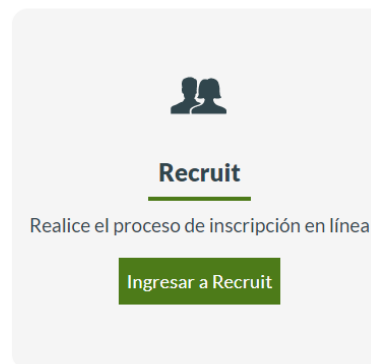 Recruit
Realice el proceso de inscripción en línea
Ingresar a Recruit